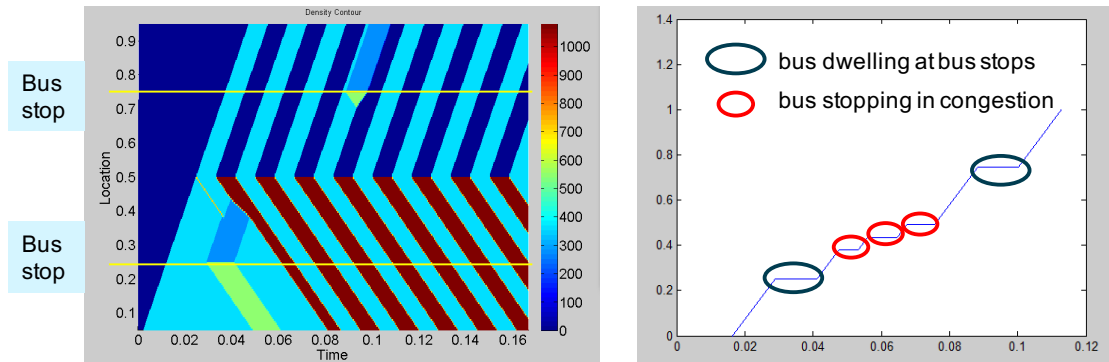 Density Contour
Bus
stop
Bus
stop
Location
0.9
0.8
0.7
0.6
0.5
0.4
0.3
0.2
0.1
0 0.02 0.04 0.06 0.08 0.1 0.12 0.14 0.16
Time
1000
900
800
700
600
500
400
300
200
100
0
1.4
1.2
1
0.8
0.6
0.4
0.2
0
0 0.02 0.04 0.06 0.08 0.1 0.12
bus dwelling at bus stops
bus stopping in congestion